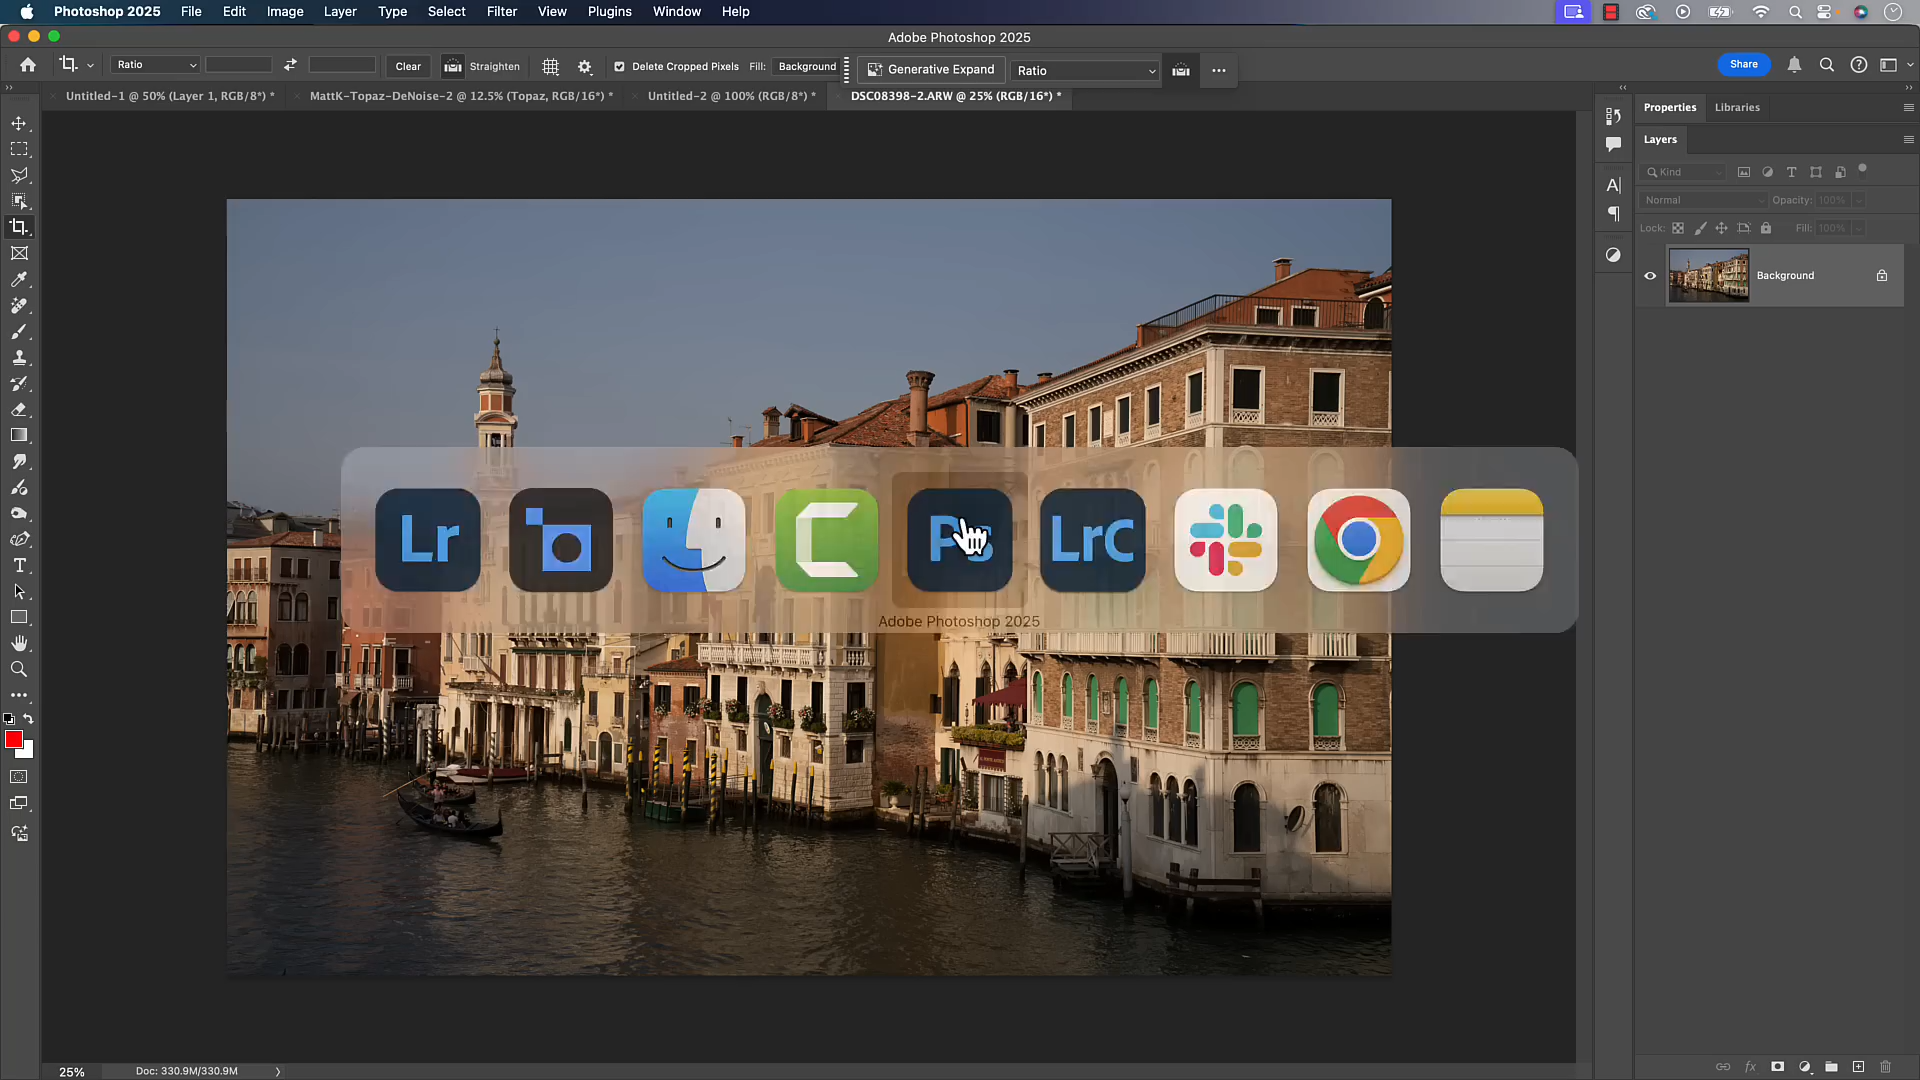 Photoshop 2025 File Edit Image Layer Type Select Filter View Plugins Window Help
Adobe Photoshop 2025
Ratio Clear Straighten Delete Cropped Pixels Fill: Background Generative Expand Ratio Share
Untitled-1 @ 50% (Layer 1, RGB/8*) * MattK-Topaz-DeNoise-2 @ 12.5% (Topaz, RGB/16*) * Untitled-2 @ 100% (RGB/8*) * DSC08398-2.ARW @ 25% (RGB/16*) *
Properties Libraries
Layers
Kind
Normal Opacity: 100%
Lock: Fill: 100%
Background
Lr Ps LrC
Adobe Photoshop 2025
25% Doc: 330.9M/330.9M